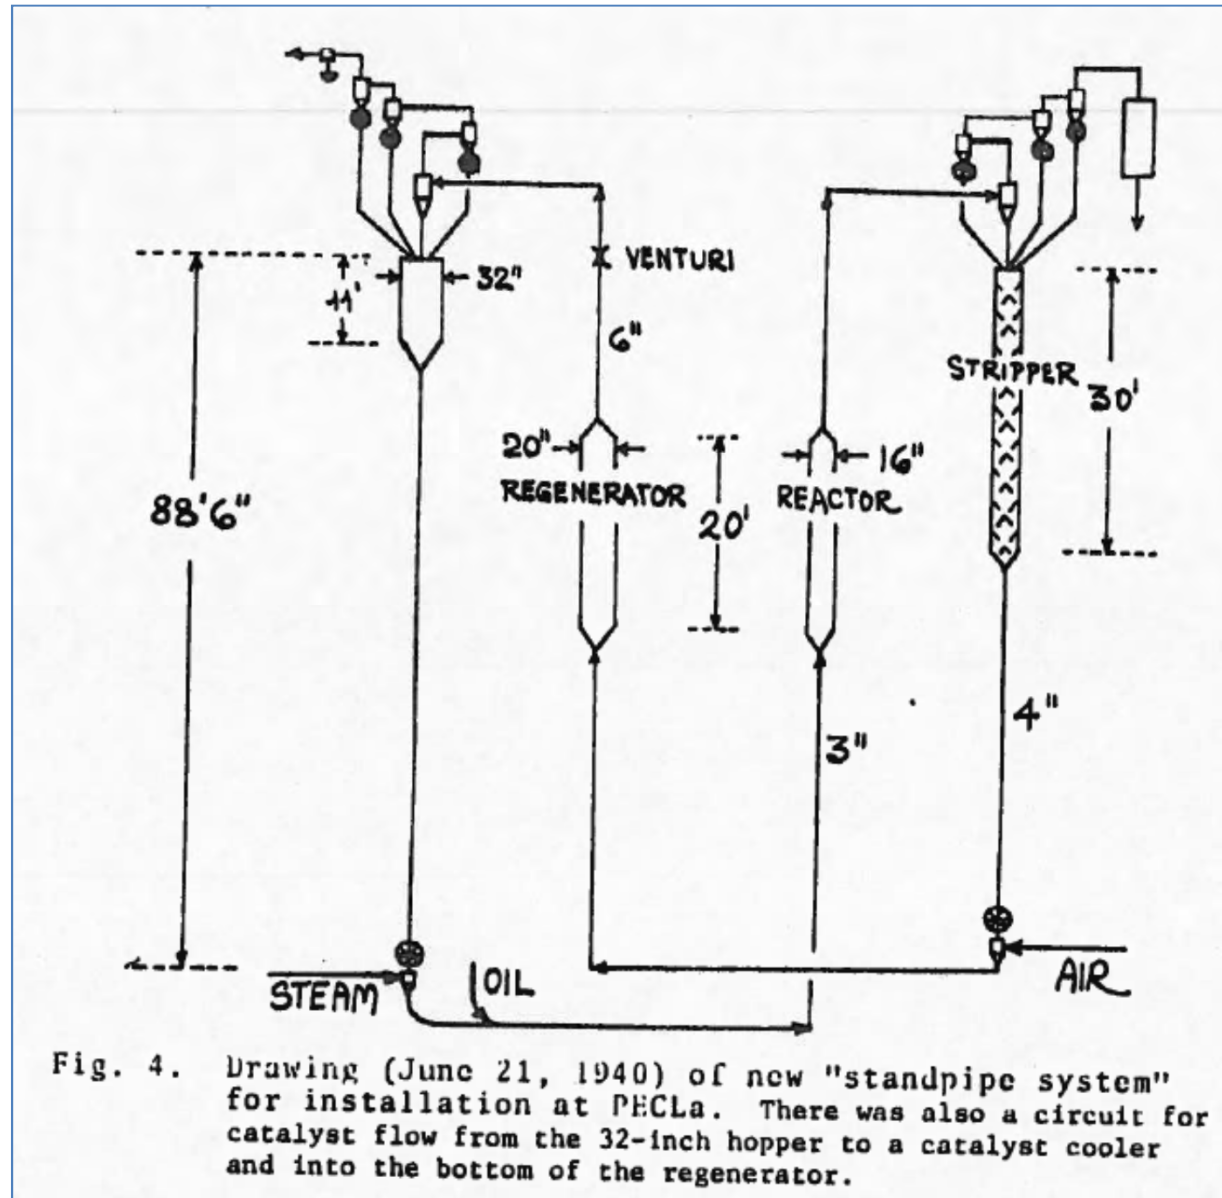 VENTURI
32"
11'
6"
STRIPPER
30'
20"
16"
REGENERATOR
REACTOR
88'6"
20'
4"
3"
STEAM
OIL
AIR
Fig. 4. Drawing (June 21, 1940) of new "standpipe system"
for installation at PECLa. There was also a circuit for
catalyst flow from the 32-inch hopper to a catalyst cooler
and into the bottom of the regenerator.